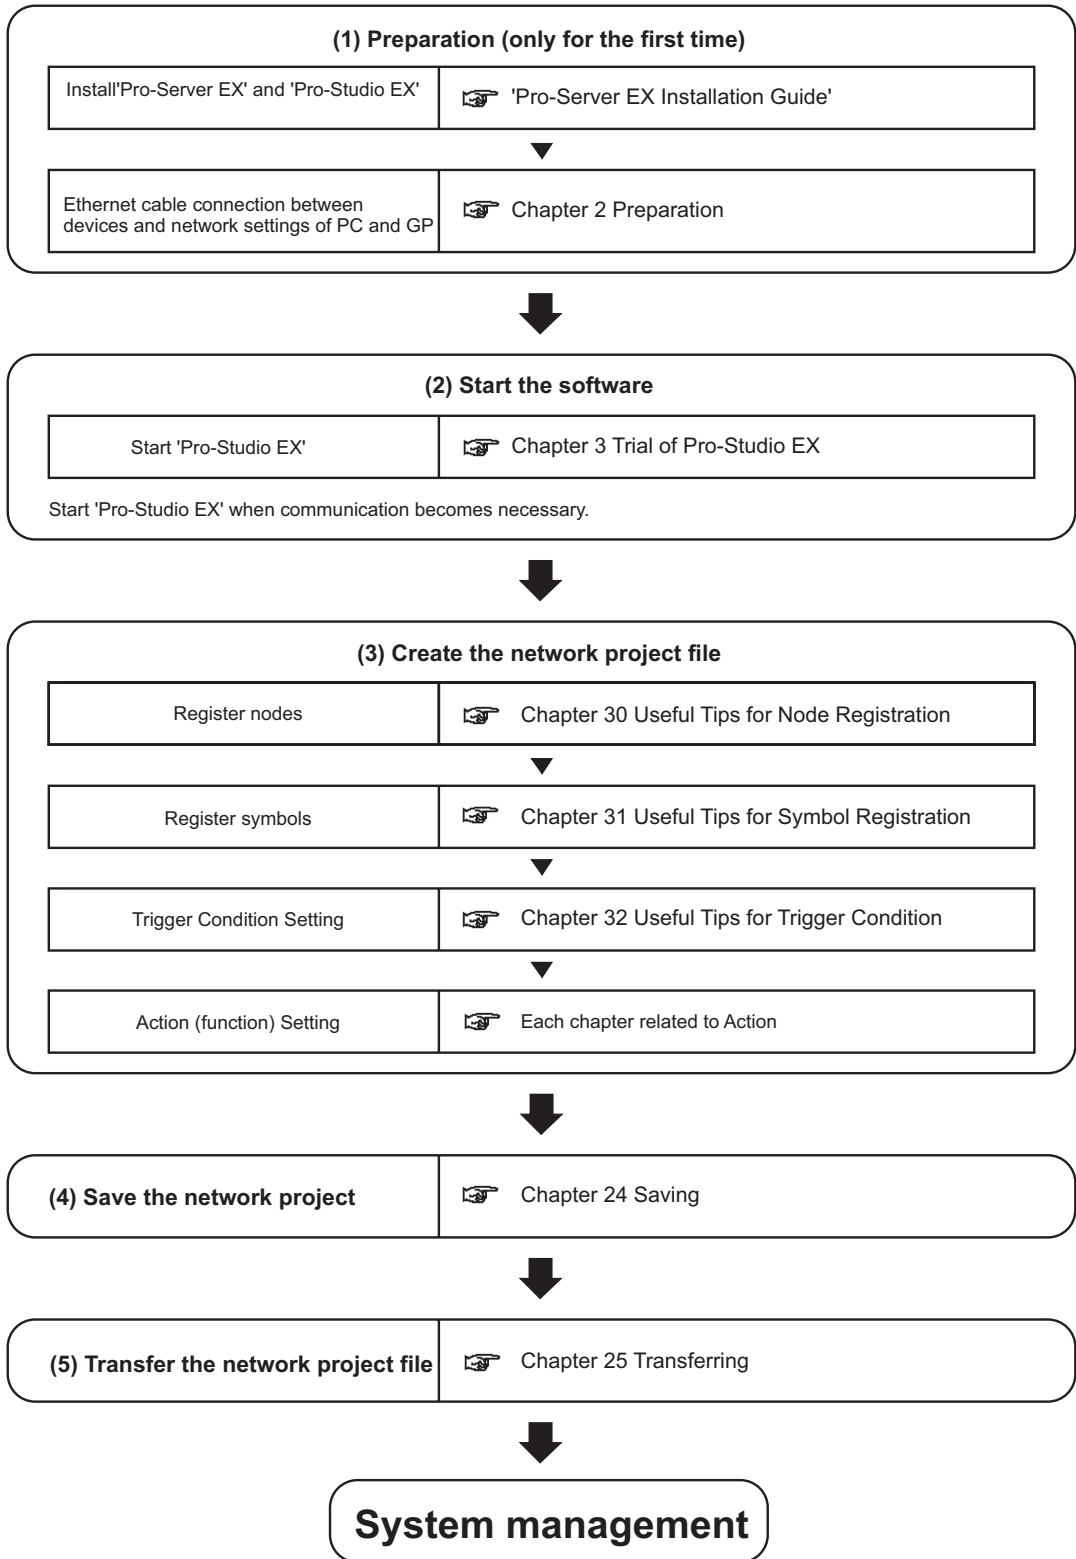 (1) Preparation (only for the first time)
Install'Pro-Server EX' and 'Pro-Studio EX'
'Pro-Server EX Installation Guide'
Ethernet cable connection between
devices and network settings of PC and GP
Chapter 2 Preparation
(2) Start the software
Start 'Pro-Studio EX'
Chapter 3 Trial of Pro-Studio EX
Start 'Pro-Studio EX' when communication becomes necessary.
(3) Create the network project file
Register nodes
Chapter 30 Useful Tips for Node Registration
Register symbols
Chapter 31 Useful Tips for Symbol Registration
Trigger Condition Setting
Chapter 32 Useful Tips for Trigger Condition
Action (function) Setting
Each chapter related to Action
(4) Save the network project
Chapter 24 Saving
(5) Transfer the network project file
Chapter 25 Transferring
System management